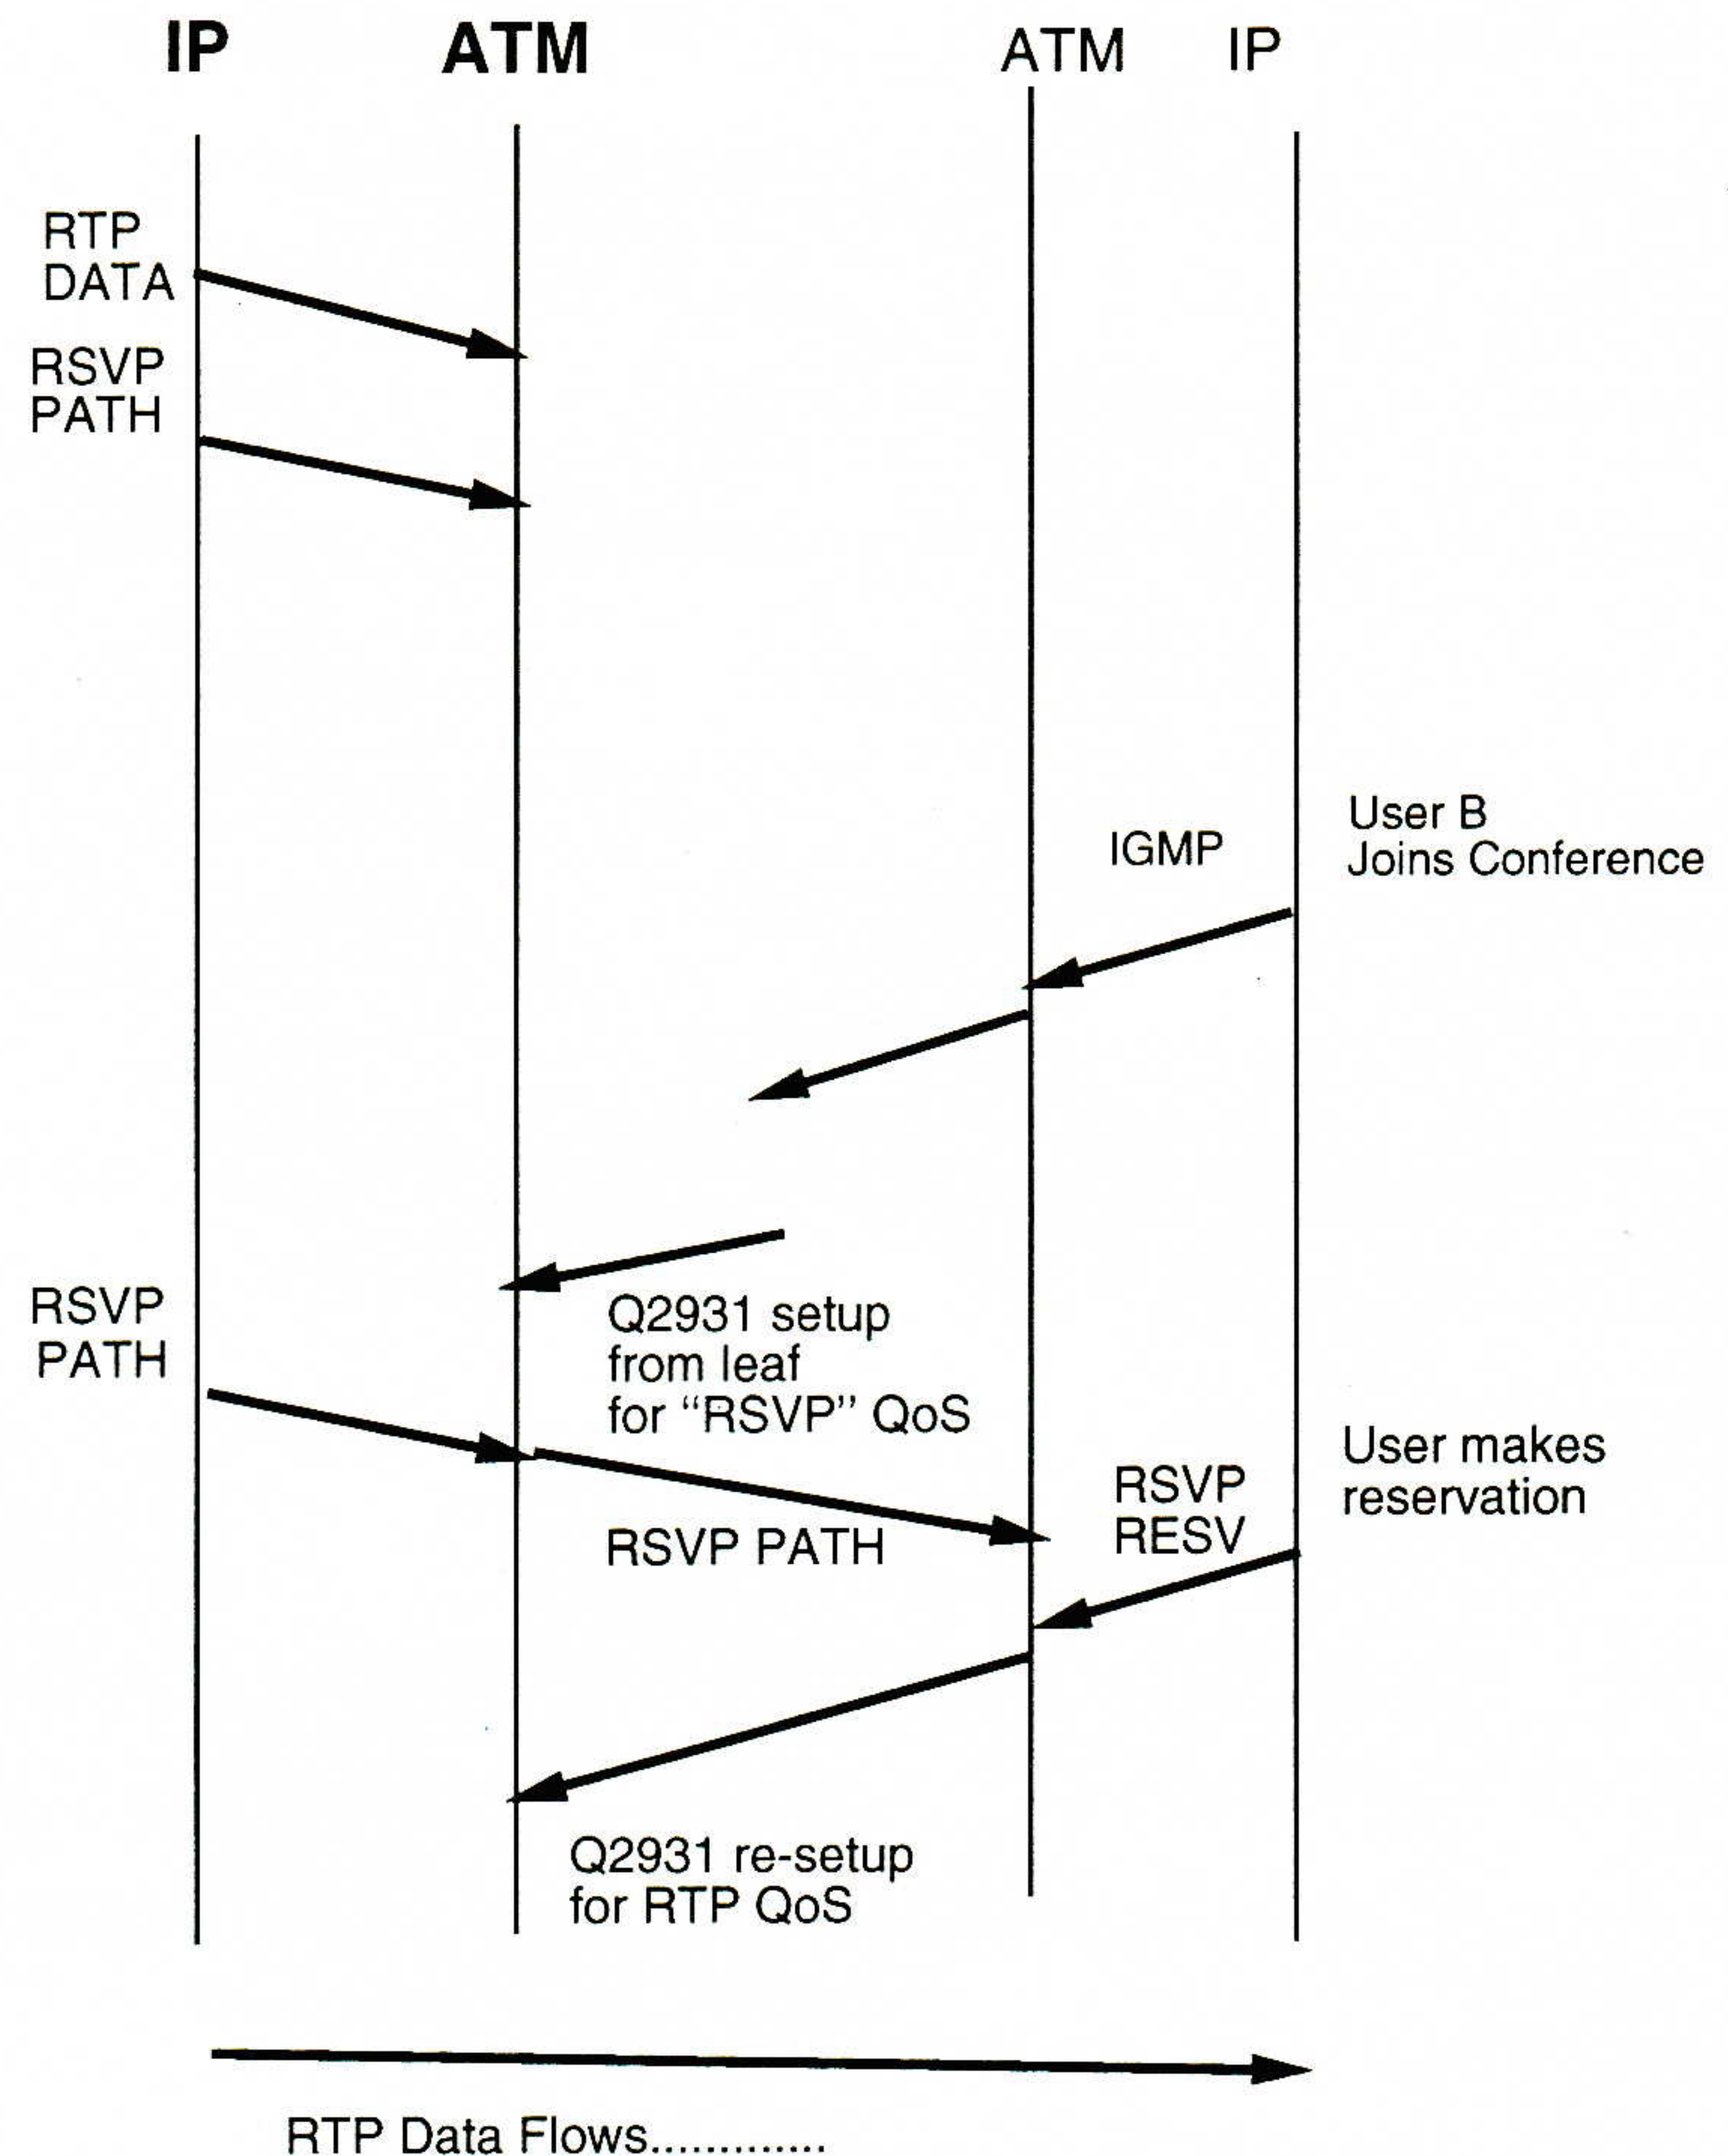 IP ATM ATM IP
RTP
DATA
RSVP
PATH
User B
Joins Conference
IGMP
RSVP
PATH
Q2931 setup
from leaf
for “RSVP” QoS
User makes
reservation
RSVP
RESV
RSVP PATH
Q2931 re-setup
for RTP QoS
RTP Data Flows.............